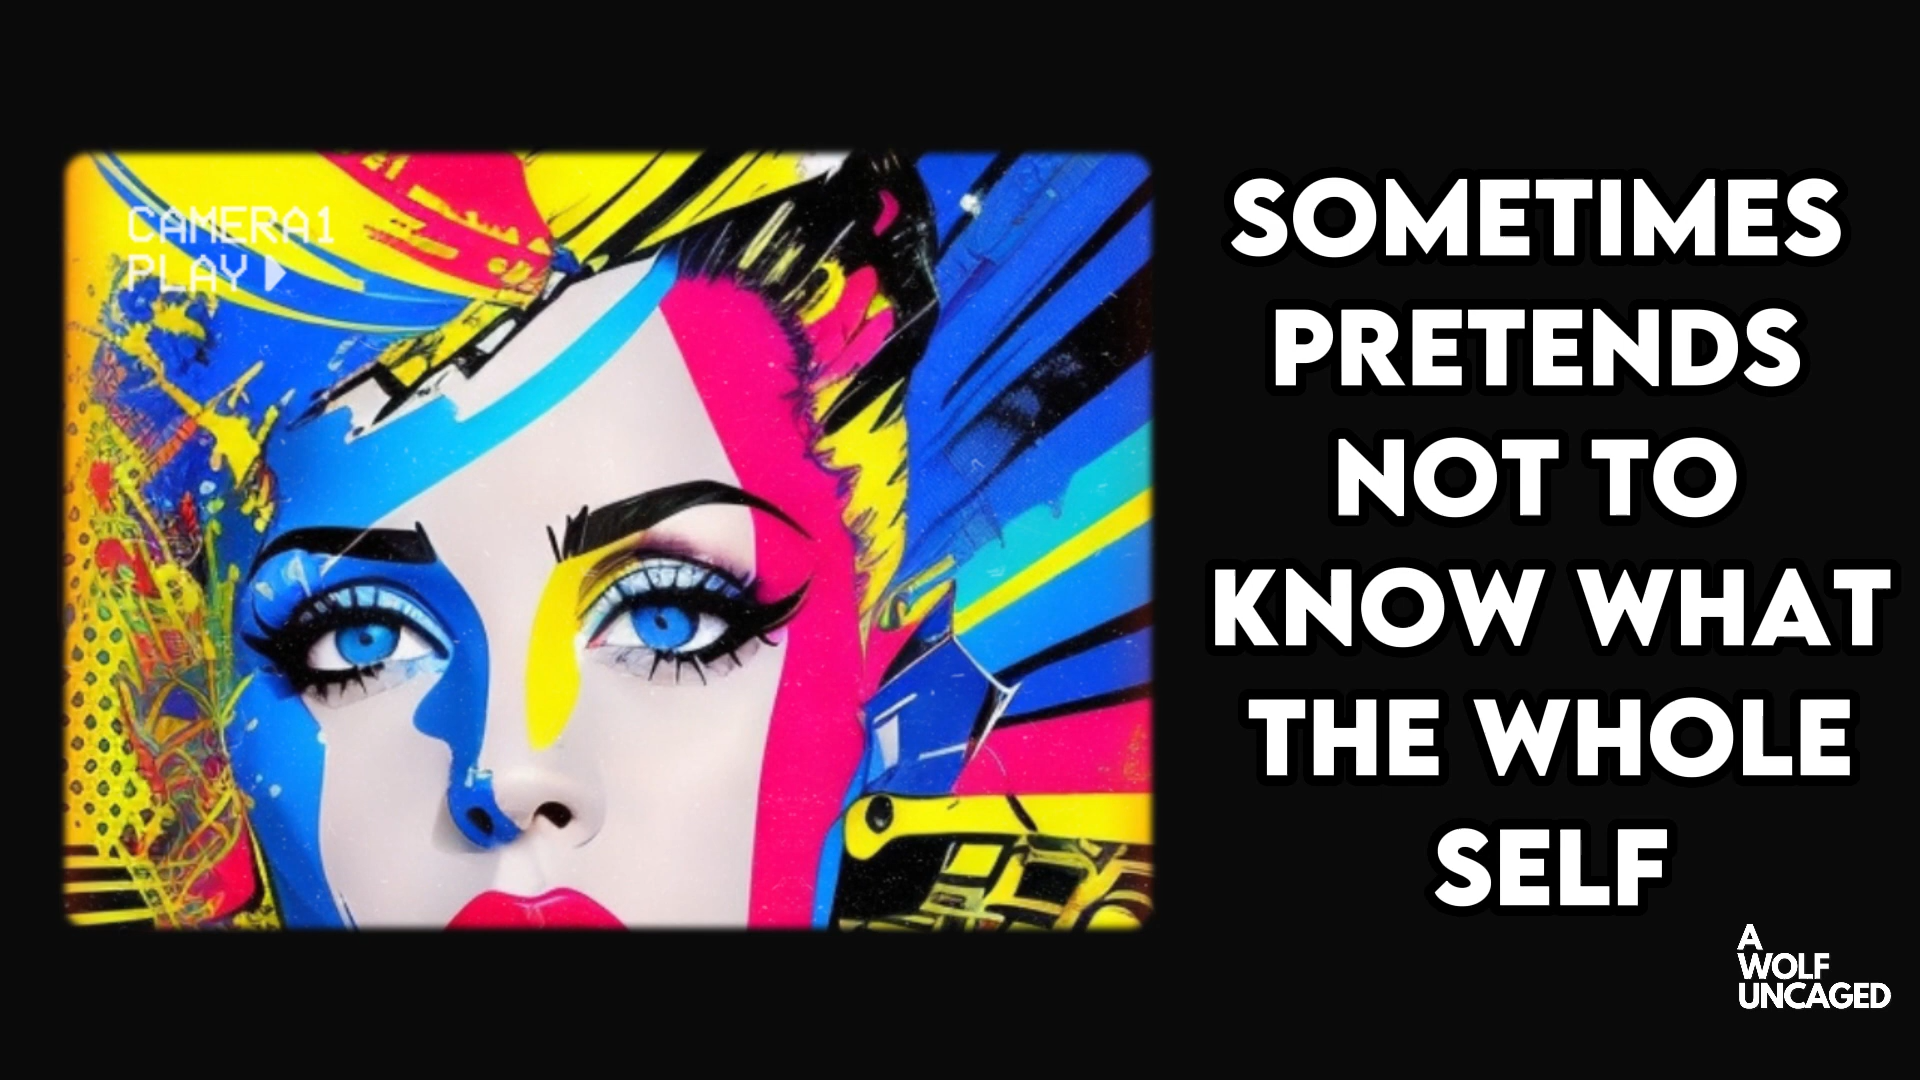 CAMERA1
PLAY
SOMETIMES
PRETENDS
NOT TO
KNOW WHAT
THE WHOLE
SELF
A
WOLF
UNCAGED